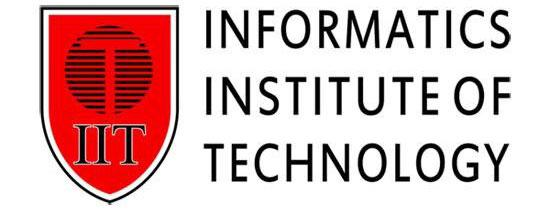 IIT
INFORMATICS
INSTITUTE OF
TECHNOLOGY